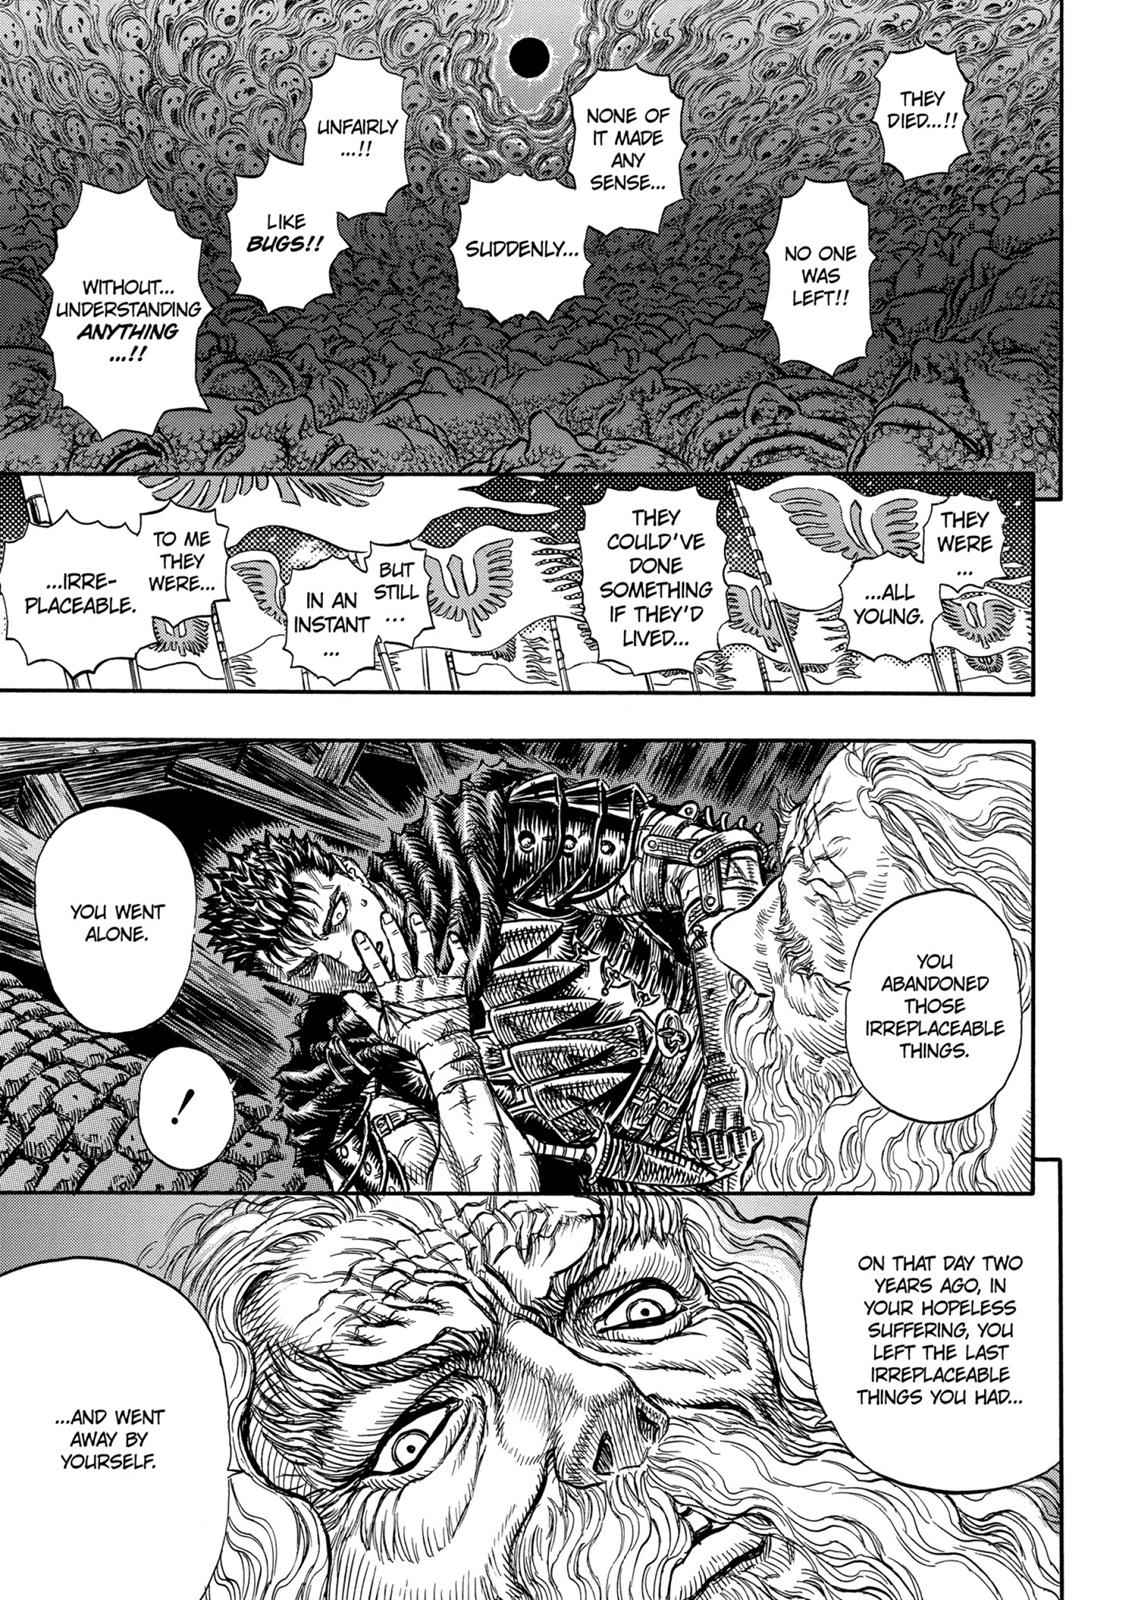 THEY
DIED...!!
NO ONE
WAS
LEFT!!
NONE OF
IT MADE
ANY
SENSE...
SUDDENLY...
UNFAIRLY
...!!
LIKE
BUGS!!
WITHOUT...
UNDERSTANDING
ANYTHING
...!!
THEY
WERE
...
...ALL
YOUNG.
THEY
COULD'VE
DONE
SOMETHING
IF THEY'D
LIVED...
BUT
STILL
...
IN AN
INSTANT
...
TO ME
THEY
WERE...
...IRRE-
PLACEABLE.
YOU
ABANDONED
THOSE
IRREPLACEABLE
THINGS.
YOU WENT
ALONE.
!
ON THAT DAY TWO
YEARS AGO, IN
YOUR HOPELESS
SUFFERING, YOU
LEFT THE LAST
IRREPLACEABLE
THINGS YOU HAD...
...AND WENT
AWAY BY
YOURSELF.